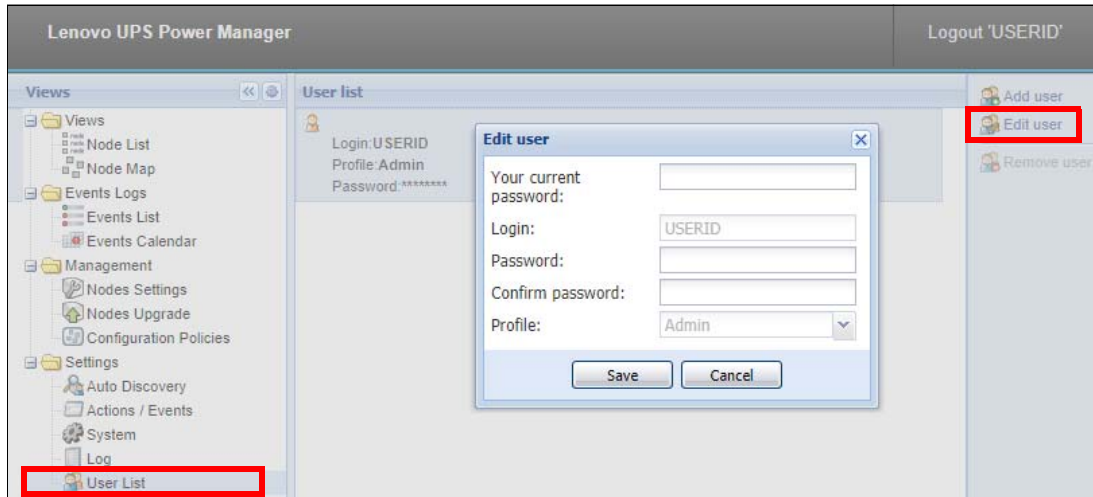 Lenovo UPS Power Manager
Logout 'USERID'
Views
Views
Node List
Node Map
Events Logs
Events List
Events Calendar
Management
Nodes Settings
Nodes Upgrade
Configuration Policies
Settings
Auto Discovery
Actions / Events
System
Log
User List
User list
Login:USERID
Profile:Admin
Password:********
Edit user
Your current
password:
Login:
USERID
Password:
Confirm password:
Profile:
Admin
Save
Cancel
Add user
Edit user
Remove user